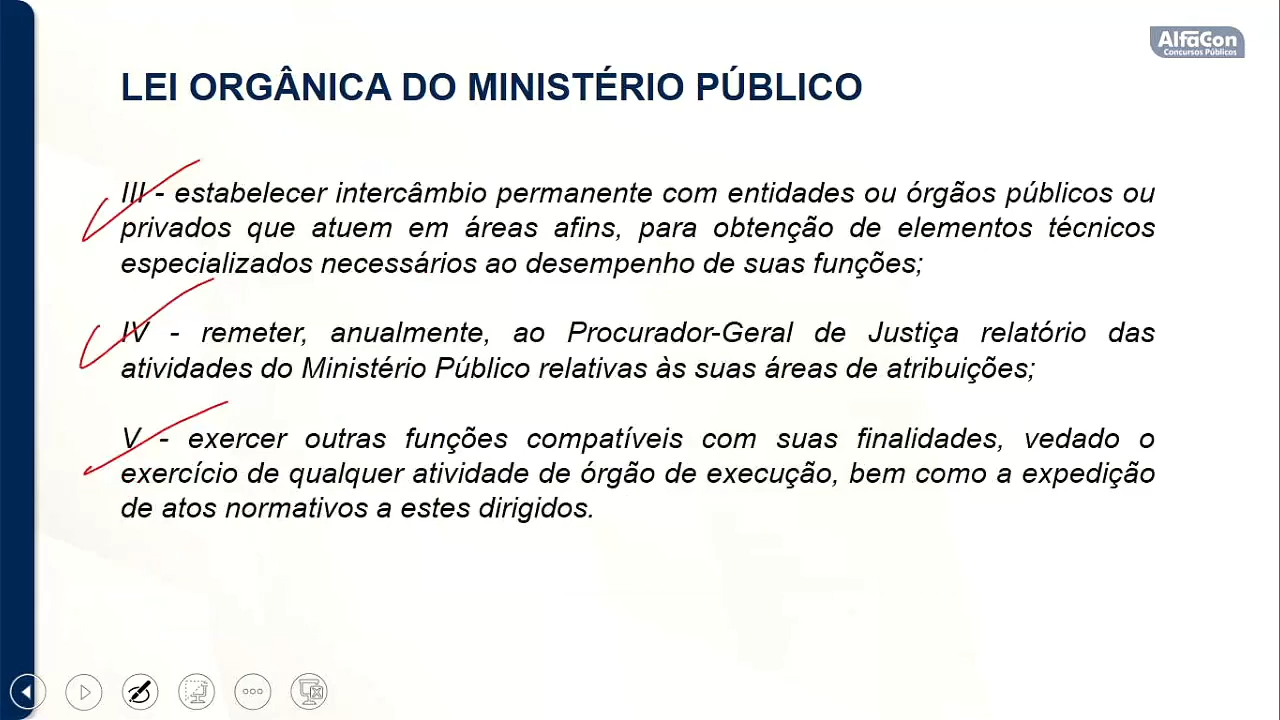 AlfaCon
Concursos Públicos
LEI ORGÂNICA DO MINISTÉRIO PÚBLICO
III - estabelecer intercâmbio permanente com entidades ou órgãos públicos ou
privados que atuem em áreas afins, para obtenção de elementos técnicos
especializados necessários ao desempenho de suas funções;
IV - remeter, anualmente, ao Procurador-Geral de Justiça relatório das
atividades do Ministério Público relativas às suas áreas de atribuições;
V - exercer outras funções compatíveis com suas finalidades, vedado o
exercício de qualquer atividade de órgão de execução, bem como a expedição
de atos normativos a estes dirigidos.